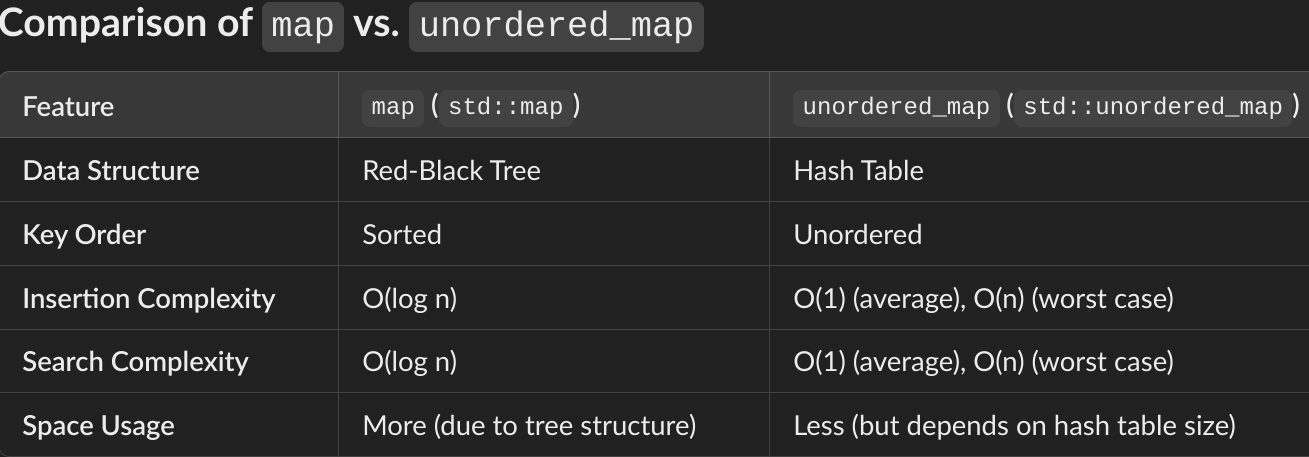 Comparison of map vs. unordered_map
Feature map (std::map) unordered_map (std::unordered_map)
Data Structure Red-Black Tree Hash Table
Key Order Sorted Unordered
Insertion Complexity O(log n) O(1) (average), O(n) (worst case)
Search Complexity O(log n) O(1) (average), O(n) (worst case)
Space Usage More (due to tree structure) Less (but depends on hash table size)